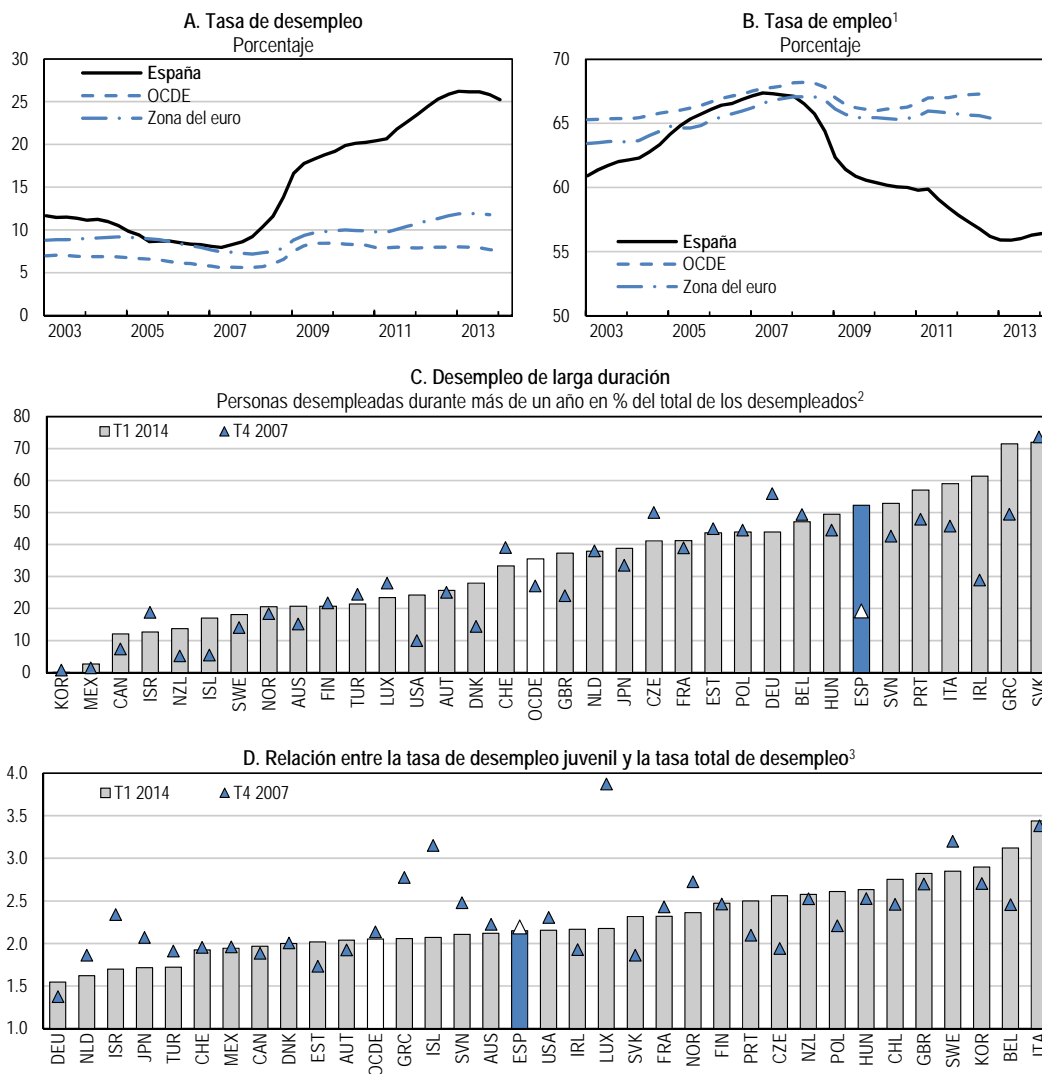 A. Tasa de desempleo
Porcentaje
30
25
20
15
10
5
0
España
OCDE
Zona del euro
2003 2005 2007 2009 2011 2013
B. Tasa de empleo¹
Porcentaje
70
65
60
55
50
España
OCDE
Zona del euro
2003 2005 2007 2009 2011 2013
C. Desempleo de larga duración
Personas desempleadas durante más de un año en % del total de los desempleados²
80
70
60
50
40
30
20
10
0
T1 2014 T4 2007
KOR MEX CAN ISR NZL ISL SWE NOR AUS FIN TUR LUX USA AUT DNK CHE OCDE GBR NLD JPN CZE FRA EST POL DEU BEL HUN ESP SVN PRT ITA IRL GRC SVK
D. Relación entre la tasa de desempleo juvenil y la tasa total de desempleo³
4.0
3.5
3.0
2.5
2.0
1.5
1.0
T1 2014 T4 2007
DEU NLD ISR JPN TUR CHE MEX CAN DNK EST AUT OCDE GRC ISL SVN AUS ESP USA IRL LUX SVK FRA NOR FIN PRT CZE NZL POL HUN CHL GBR SWE KOR BEL ITA